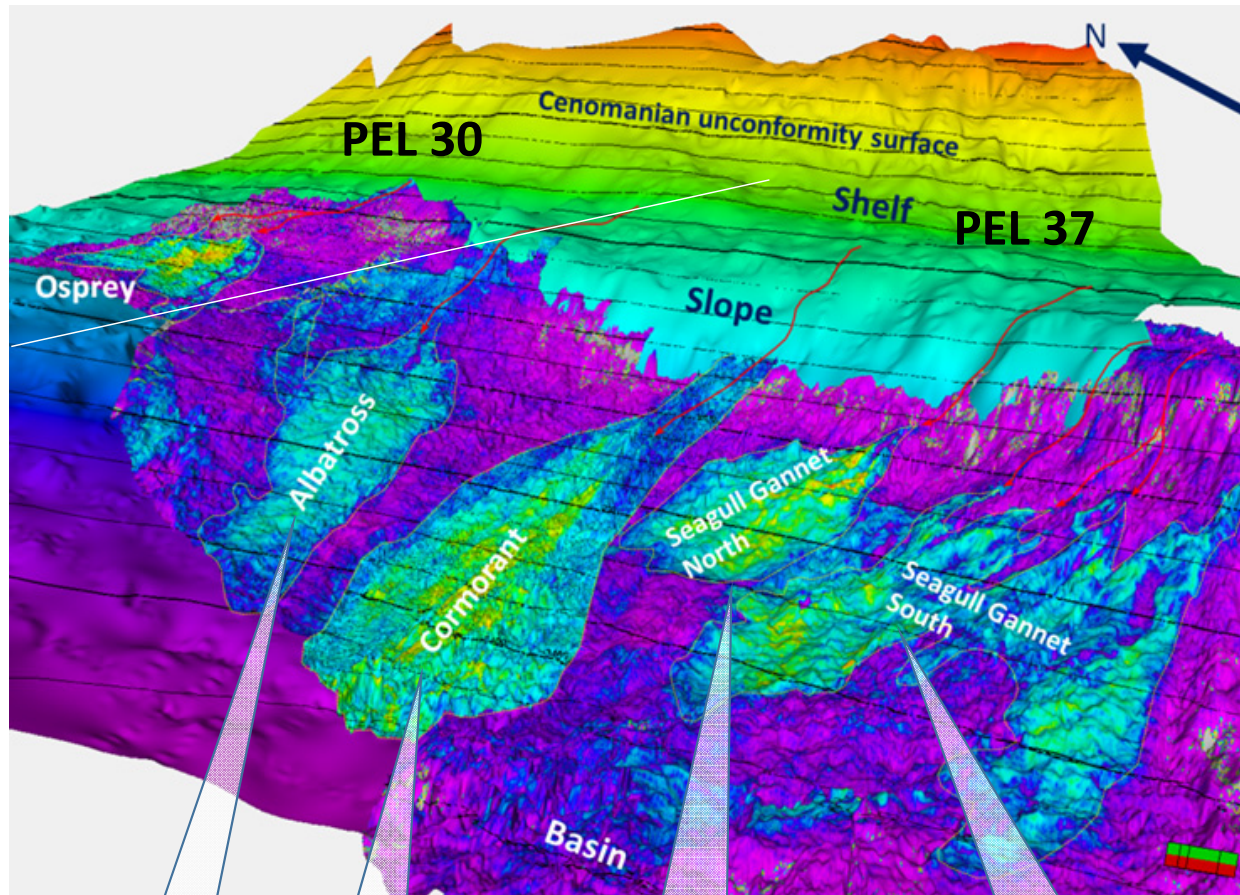 N
Cenomanian unconformity surface
PEL 30
Shelf
PEL 37
Osprey
Slope
Albatross
Cormorant
Seagull Gannet
North
Seagull Gannet
South
Basin